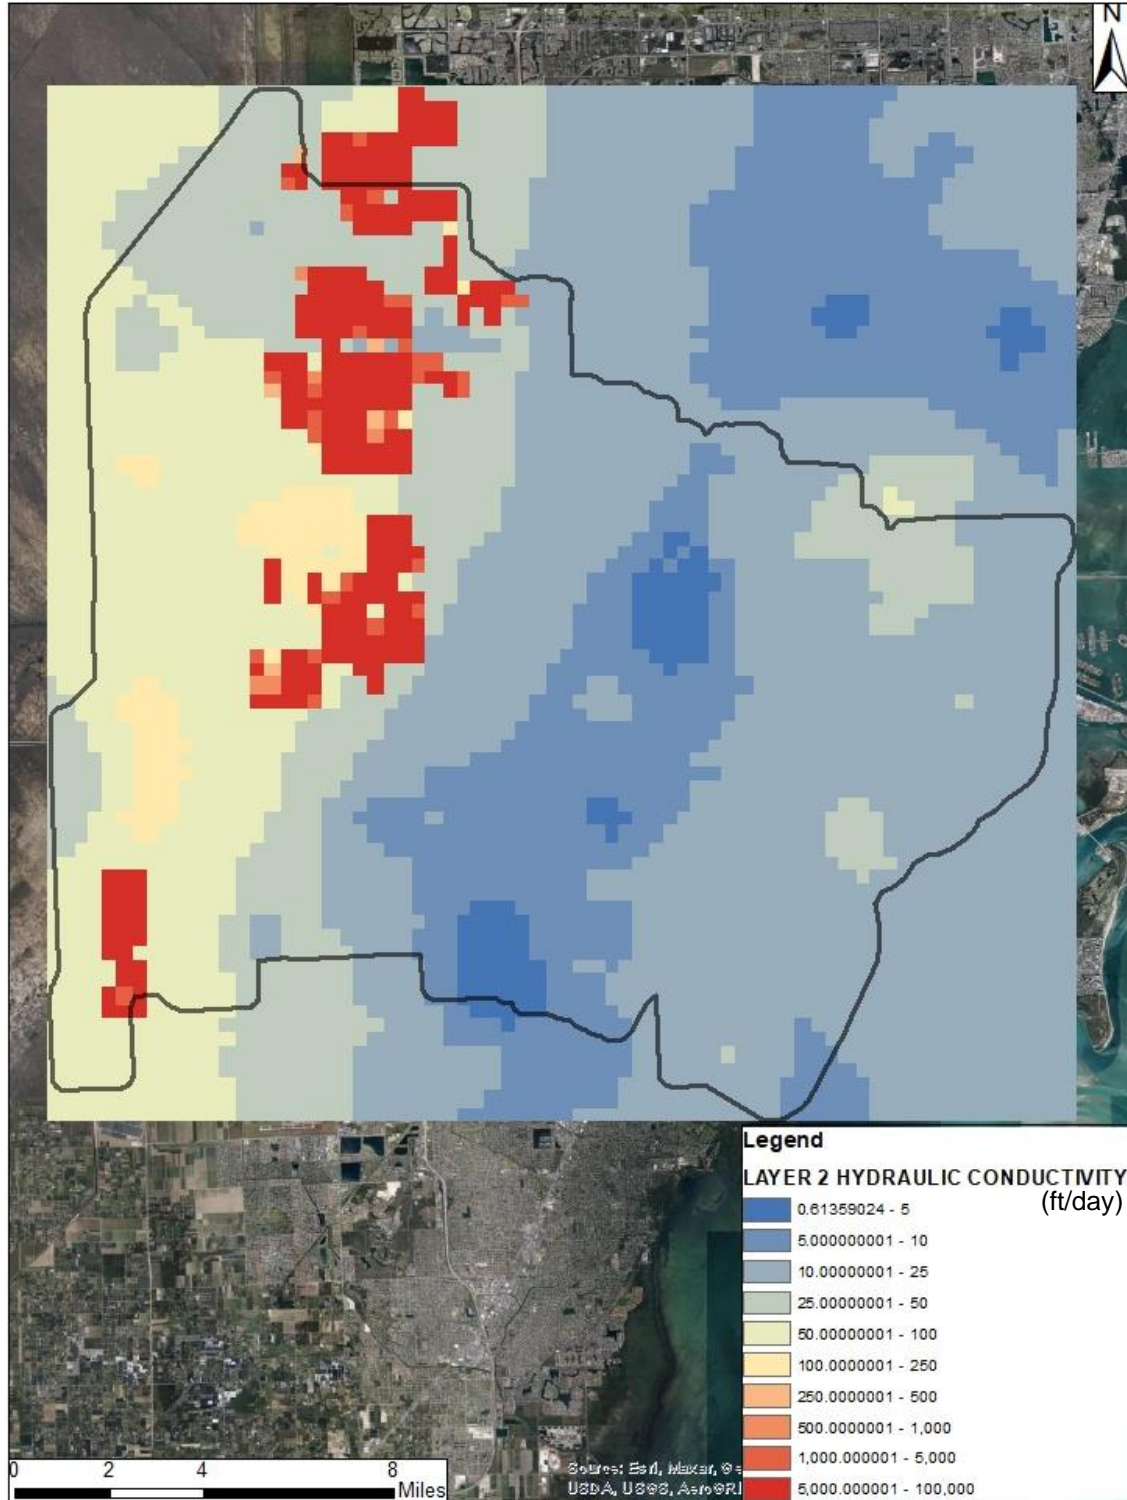 N
Legend
LAYER 2 HYDRAULIC CONDUCTIVITY
(ft/day)
0.61359024 - 5
5.000000001 - 10
10.00000001 - 25
25.00000001 - 50
50.00000001 - 100
100.0000001 - 250
250.0000001 - 500
500.0000001 - 1,000
1,000.000001 - 5,000
5,000.000001 - 100,000
0 2 4 8
Miles
Source: Esri, Maxar, Ge
USDA, USGS, AeroGRI